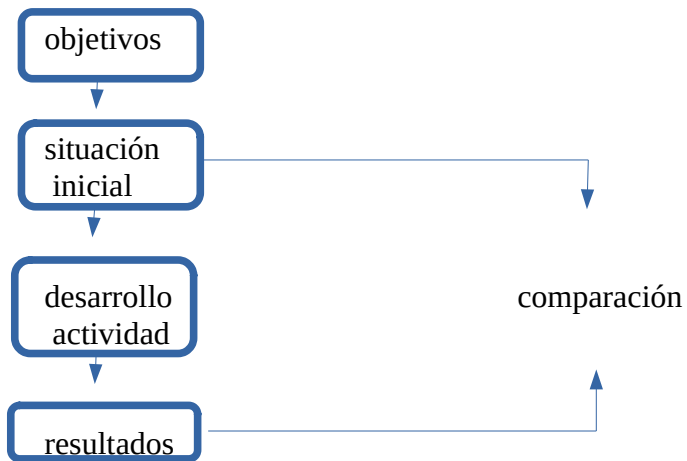 objetivos
situación
inicial
desarrollo
actividad
comparación
resultados